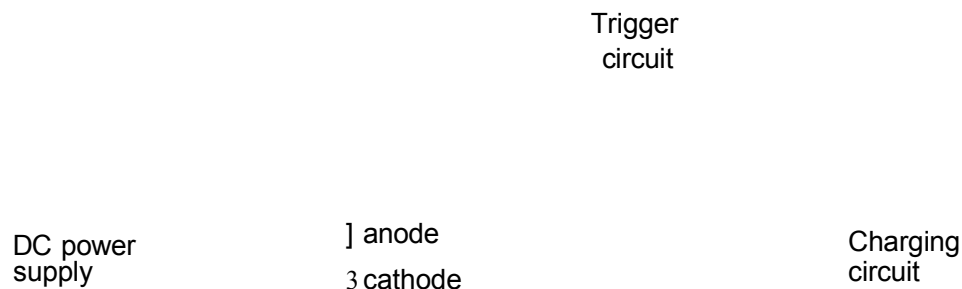 Trigger
circuit
DC power
supply
] anode
3 cathode
Charging
circuit